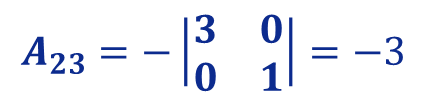 A₂₃ = − |3 0; 0 1| = −3